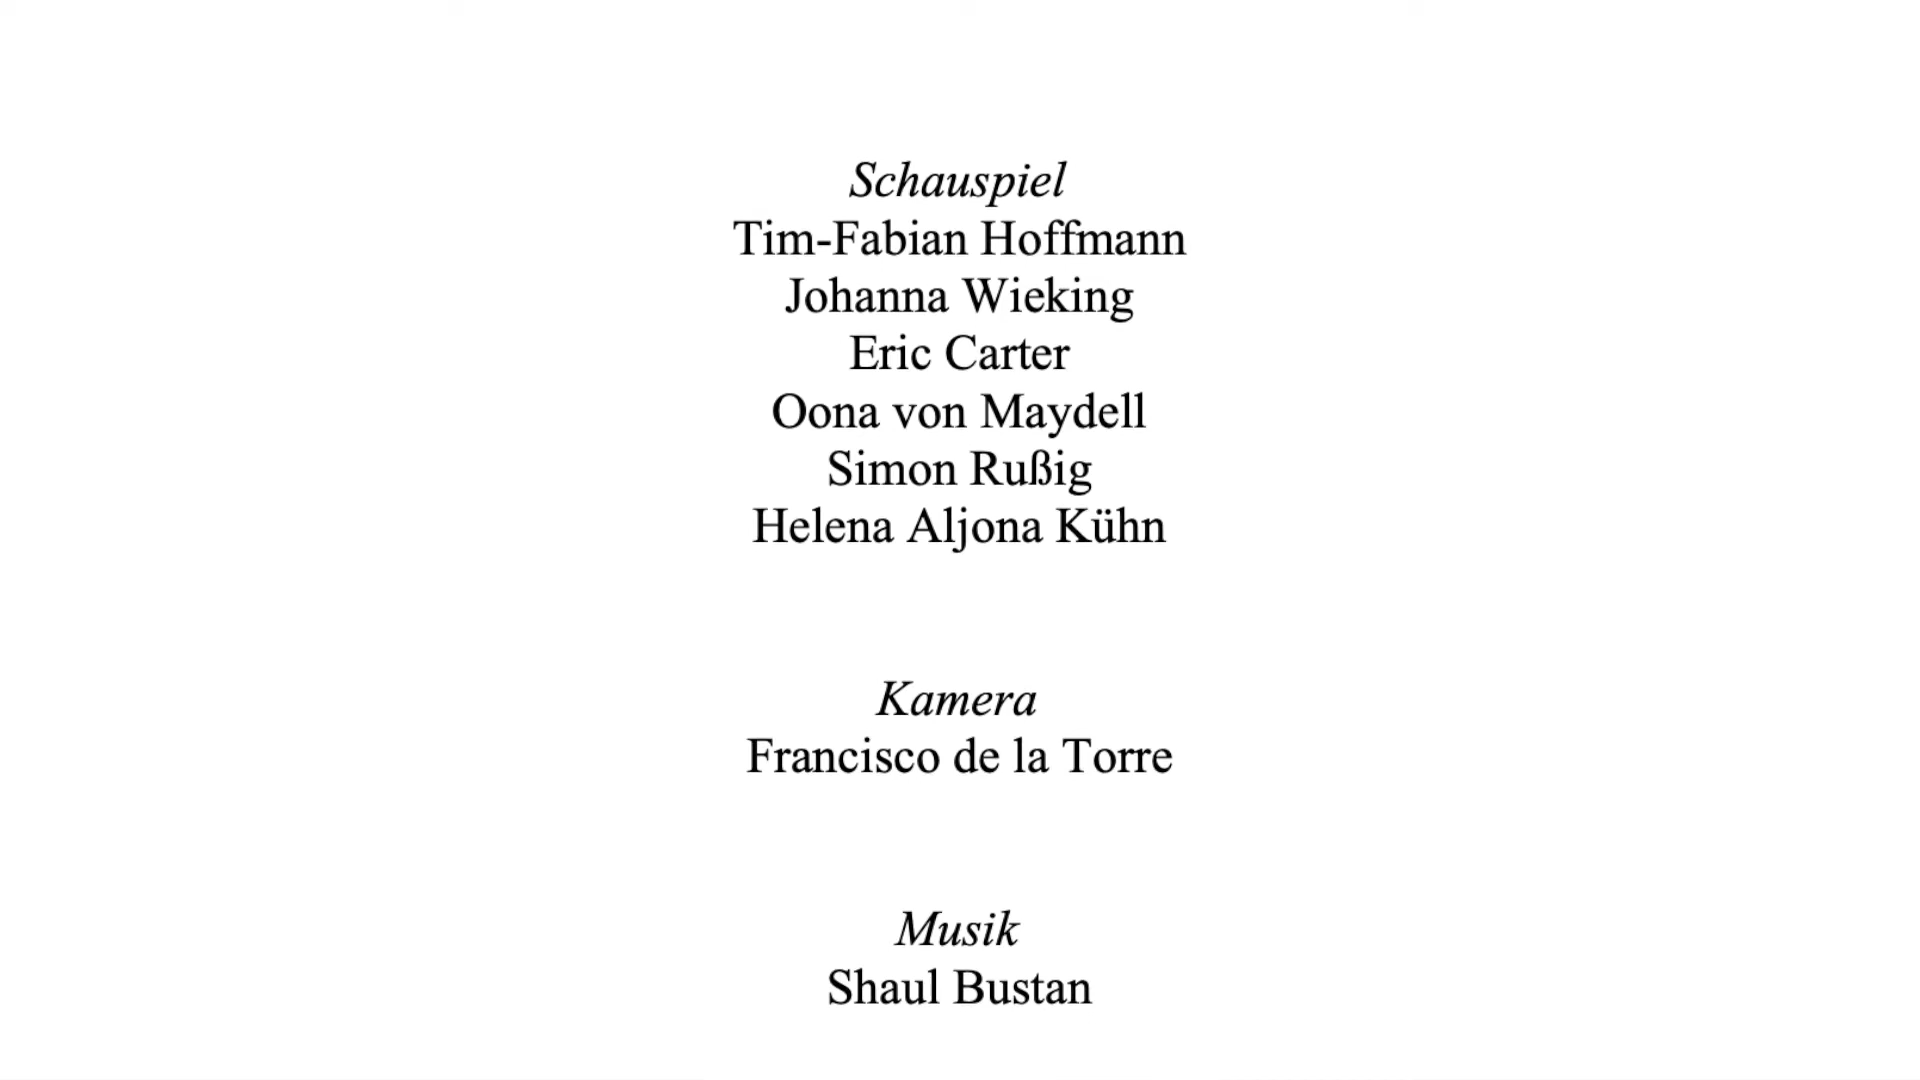 Schauspiel
Tim-Fabian Hoffmann
Johanna Wieking
Eric Carter
Oona von Maydell
Simon Rußig
Helena Aljona Kühn
Kamera
Francisco de la Torre
Musik
Shaul Bustan